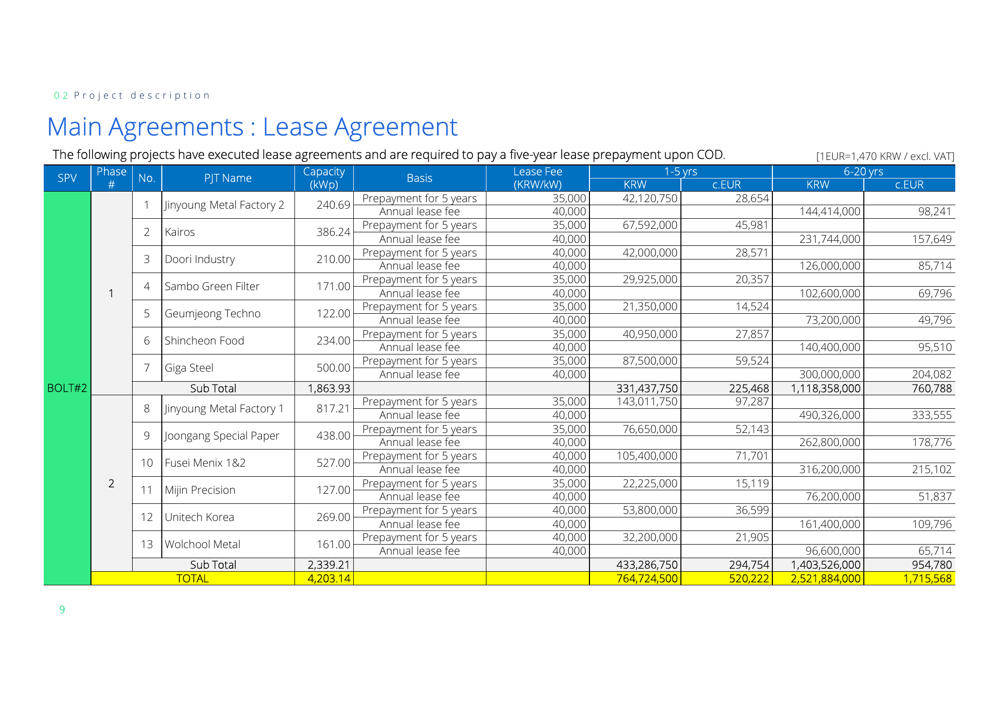 02 Project description
Main Agreements : Lease Agreement
The following projects have executed lease agreements and are required to pay a five-year lease prepayment upon COD. [1EUR=1,470 KRW / excl. VAT]
SPV Phase # No. PJT Name Capacity (kWp) Basis Lease Fee (KRW/kW) 1-5 yrs 6-20 yrs
KRW c.EUR KRW c.EUR
BOLT#2
1
1 Jinyoung Metal Factory 2 240.69 Prepayment for 5 years 35,000 42,120,750 28,654
Annual lease fee 40,000 144,414,000 98,241
2 Kairos 386.24 Prepayment for 5 years 35,000 67,592,000 45,981
Annual lease fee 40,000 231,744,000 157,649
3 Doori Industry 210.00 Prepayment for 5 years 40,000 42,000,000 28,571
Annual lease fee 40,000 126,000,000 85,714
4 Sambo Green Filter 171.00 Prepayment for 5 years 35,000 29,925,000 20,357
Annual lease fee 40,000 102,600,000 69,796
5 Geumjeong Techno 122.00 Prepayment for 5 years 35,000 21,350,000 14,524
Annual lease fee 40,000 73,200,000 49,796
6 Shincheon Food 234.00 Prepayment for 5 years 35,000 40,950,000 27,857
Annual lease fee 40,000 140,400,000 95,510
7 Giga Steel 500.00 Prepayment for 5 years 35,000 87,500,000 59,524
Annual lease fee 40,000 300,000,000 204,082
Sub Total 1,863.93 331,437,750 225,468 1,118,358,000 760,788
2
8 Jinyoung Metal Factory 1 817.21 Prepayment for 5 years 35,000 143,011,750 97,287
Annual lease fee 40,000 490,326,000 333,555
9 Joongang Special Paper 438.00 Prepayment for 5 years 35,000 76,650,000 52,143
Annual lease fee 40,000 262,800,000 178,776
10 Fusei Menix 1&2 527.00 Prepayment for 5 years 40,000 105,400,000 71,701
Annual lease fee 40,000 316,200,000 215,102
11 Mijin Precision 127.00 Prepayment for 5 years 35,000 22,225,000 15,119
Annual lease fee 40,000 76,200,000 51,837
12 Unitech Korea 269.00 Prepayment for 5 years 40,000 53,800,000 36,599
Annual lease fee 40,000 161,400,000 109,796
13 Wolchool Metal 161.00 Prepayment for 5 years 40,000 32,200,000 21,905
Annual lease fee 40,000 96,600,000 65,714
Sub Total 2,339.21 433,286,750 294,754 1,403,526,000 954,780
TOTAL 4,203.14 764,724,500 520,222 2,521,884,000 1,715,568
9